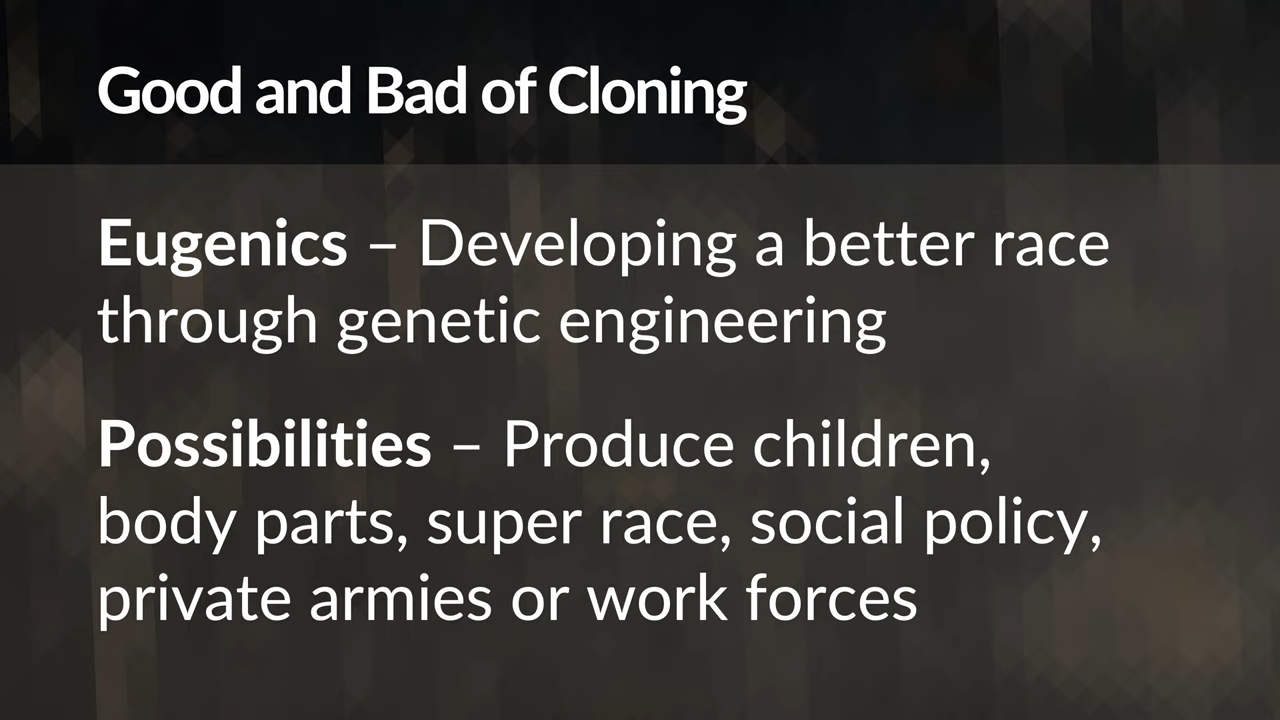 Good and Bad of Cloning
Eugenics – Developing a better race
through genetic engineering
Possibilities – Produce children,
body parts, super race, social policy,
private armies or work forces